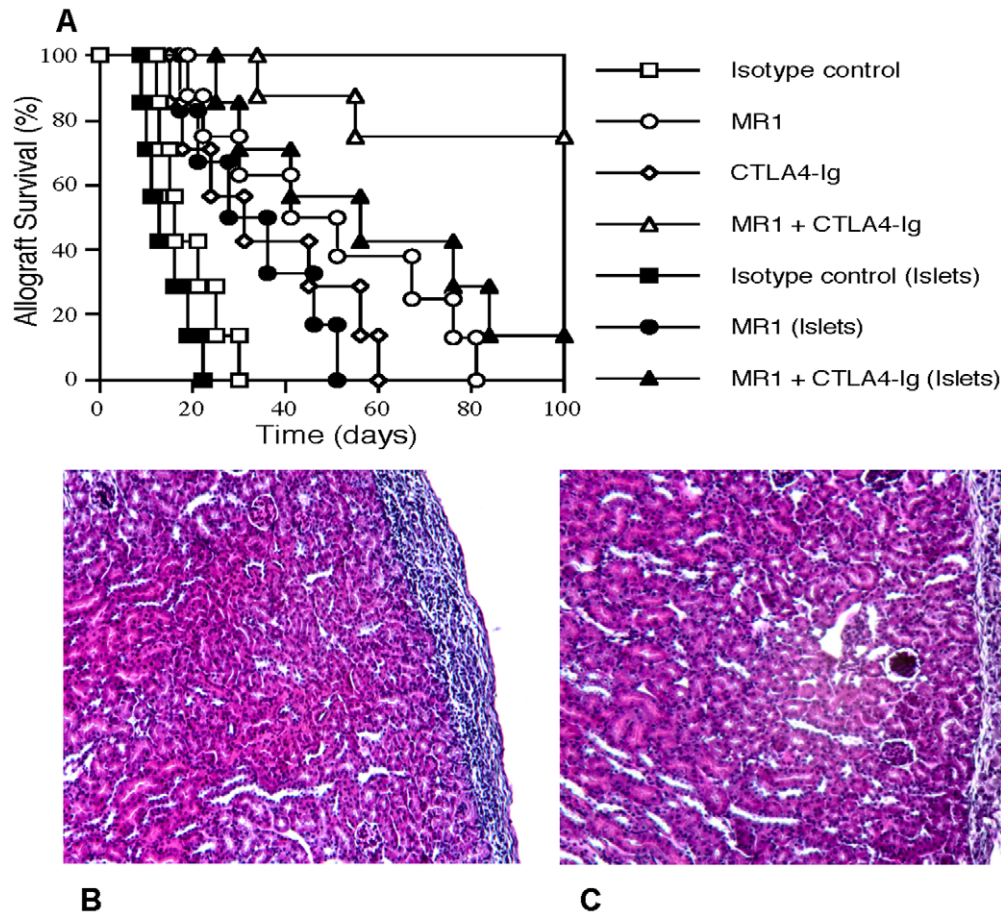 A
Allograft Survival (%)
100
80
60
40
20
0
0 20 40 60 80 100
Time (days)
Isotype control
MR1
CTLA4-Ig
MR1 + CTLA4-Ig
Isotype control (Islets)
MR1 (Islets)
MR1 + CTLA4-Ig (Islets)
B
C